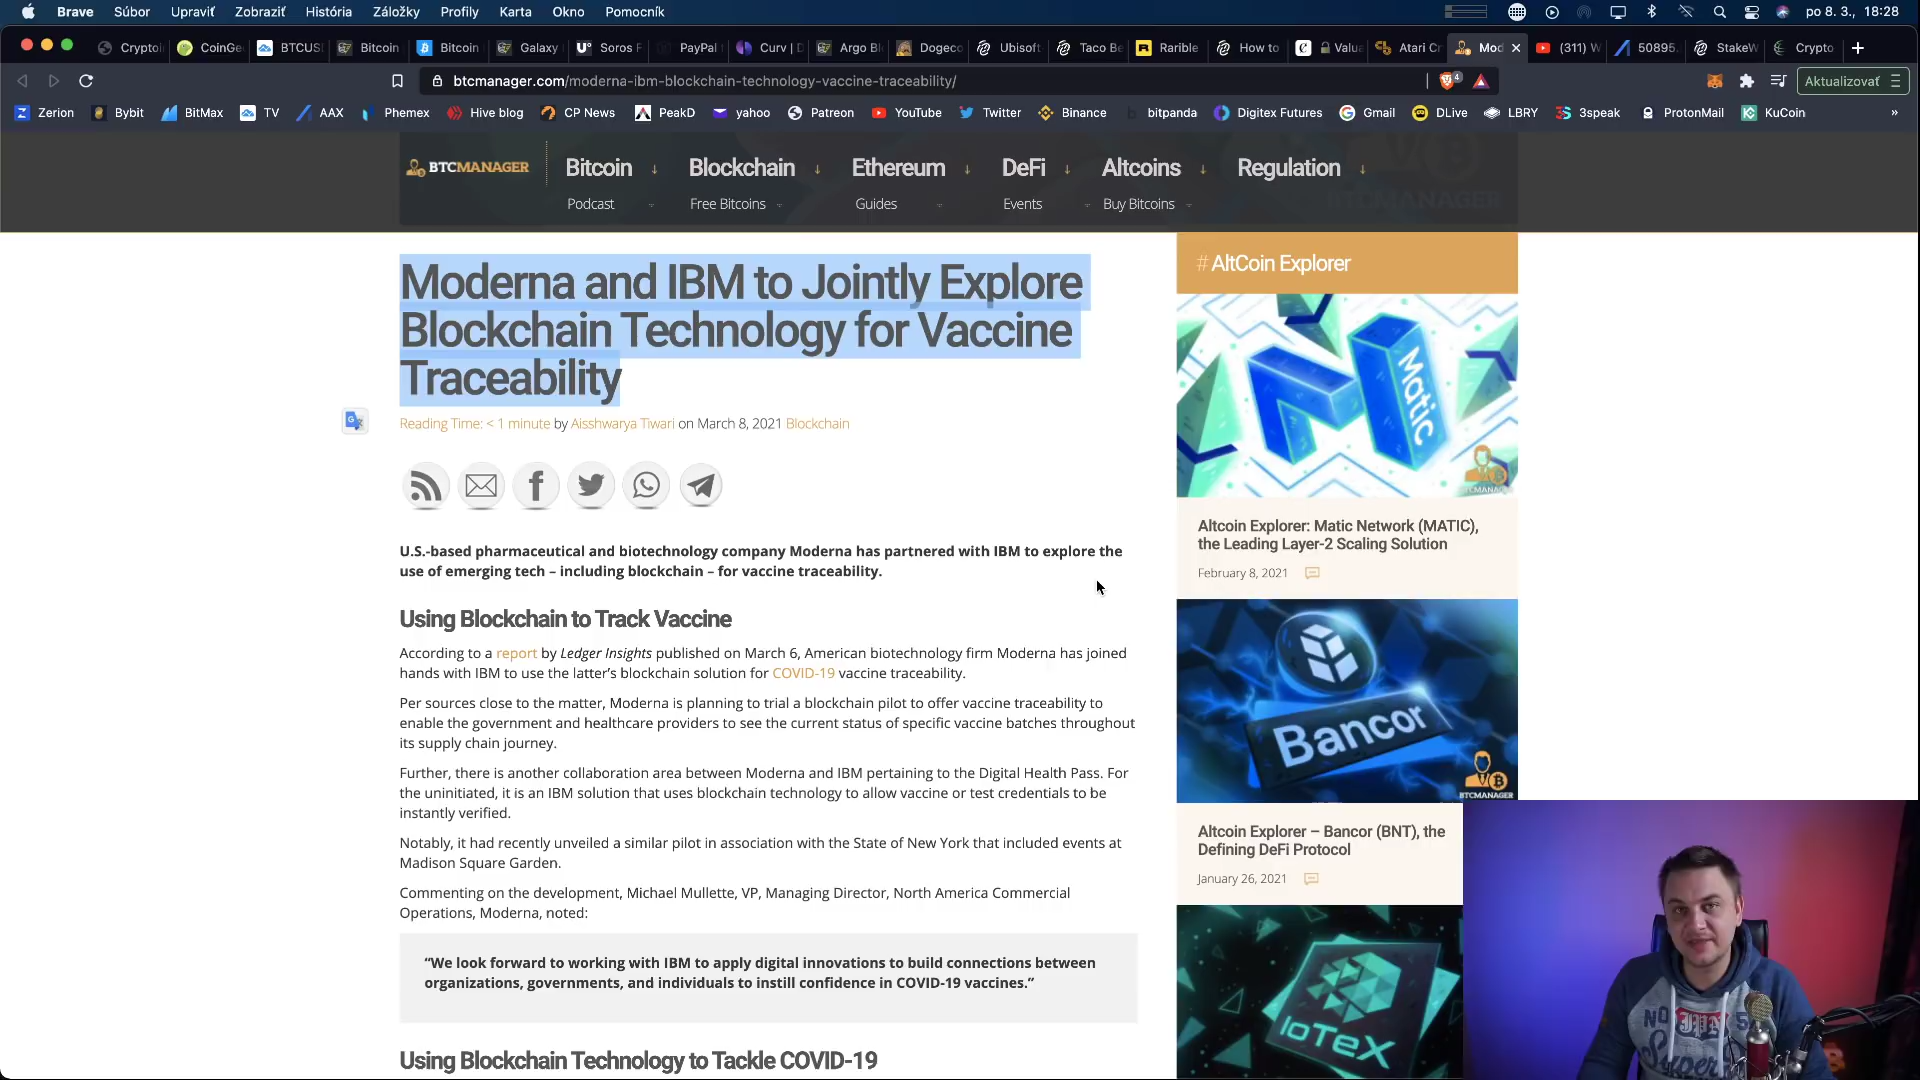 Brave Súbor Upraviť Zobraziť História Záložky Profily Karta Okno Pomocník po 8. 3., 18:28
Cryptoi CoinGe BTCUS Bitcoin Bitcoin Galaxy Soros F PayPal Curv | D Argo Bl Dogeco Ubisoft Taco Be Rarible How to Valua Atari Cr Mod (311) W 50895. StakeW Crypto
btcmanager.com/moderna-ibm-blockchain-technology-vaccine-traceability/ 4 Aktualizovať
Zerion Bybit BitMax TV AAX Phemex Hive blog CP News PeakD yahoo Patreon YouTube Twitter Binance bitpanda Digitex Futures Gmail DLive LBRY 3speak ProtonMail KuCoin »
BTCMANAGER Bitcoin Blockchain Ethereum DeFi Altcoins Regulation
Podcast Free Bitcoins Guides Events Buy Bitcoins
Moderna and IBM to Jointly Explore
Blockchain Technology for Vaccine
Traceability
Reading Time: < 1 minute by Aisshwarya Tiwari on March 8, 2021 Blockchain
U.S.-based pharmaceutical and biotechnology company Moderna has partnered with IBM to explore the
use of emerging tech – including blockchain – for vaccine traceability.
Using Blockchain to Track Vaccine
According to a report by Ledger Insights published on March 6, American biotechnology firm Moderna has joined
hands with IBM to use the latter’s blockchain solution for COVID-19 vaccine traceability.
Per sources close to the matter, Moderna is planning to trial a blockchain pilot to offer vaccine traceability to
enable the government and healthcare providers to see the current status of specific vaccine batches throughout
its supply chain journey.
Further, there is another collaboration area between Moderna and IBM pertaining to the Digital Health Pass. For
the uninitiated, it is an IBM solution that uses blockchain technology to allow vaccine or test credentials to be
instantly verified.
Notably, it had recently unveiled a similar pilot in association with the State of New York that included events at
Madison Square Garden.
Commenting on the development, Michael Mullette, VP, Managing Director, North America Commercial
Operations, Moderna, noted:
“We look forward to working with IBM to apply digital innovations to build connections between
organizations, governments, and individuals to instill confidence in COVID-19 vaccines.”
Using Blockchain Technology to Tackle COVID-19
# AltCoin Explorer
Matic
BTCMANAGER
Altcoin Explorer: Matic Network (MATIC),
the Leading Layer-2 Scaling Solution
February 8, 2021
Bancor
BTCMANAGER
Altcoin Explorer – Bancor (BNT), the
Defining DeFi Protocol
January 26, 2021
IoTeX